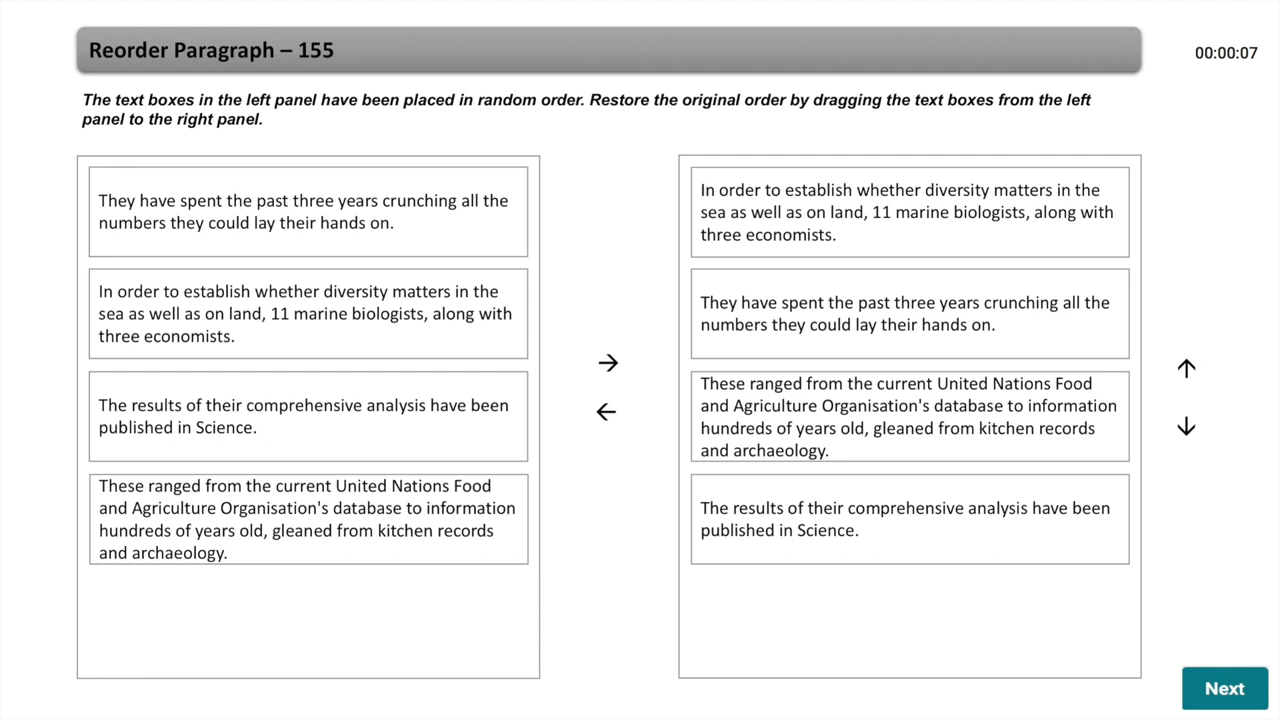 Reorder Paragraph – 155
00:00:07
The text boxes in the left panel have been placed in random order. Restore the original order by dragging the text boxes from the left
panel to the right panel.
They have spent the past three years crunching all the
numbers they could lay their hands on.
In order to establish whether diversity matters in the
sea as well as on land, 11 marine biologists, along with
three economists.
The results of their comprehensive analysis have been
published in Science.
These ranged from the current United Nations Food
and Agriculture Organisation's database to information
hundreds of years old, gleaned from kitchen records
and archaeology.
→
←
In order to establish whether diversity matters in the
sea as well as on land, 11 marine biologists, along with
three economists.
They have spent the past three years crunching all the
numbers they could lay their hands on.
These ranged from the current United Nations Food
and Agriculture Organisation's database to information
hundreds of years old, gleaned from kitchen records
and archaeology.
The results of their comprehensive analysis have been
published in Science.
↑
↓
Next